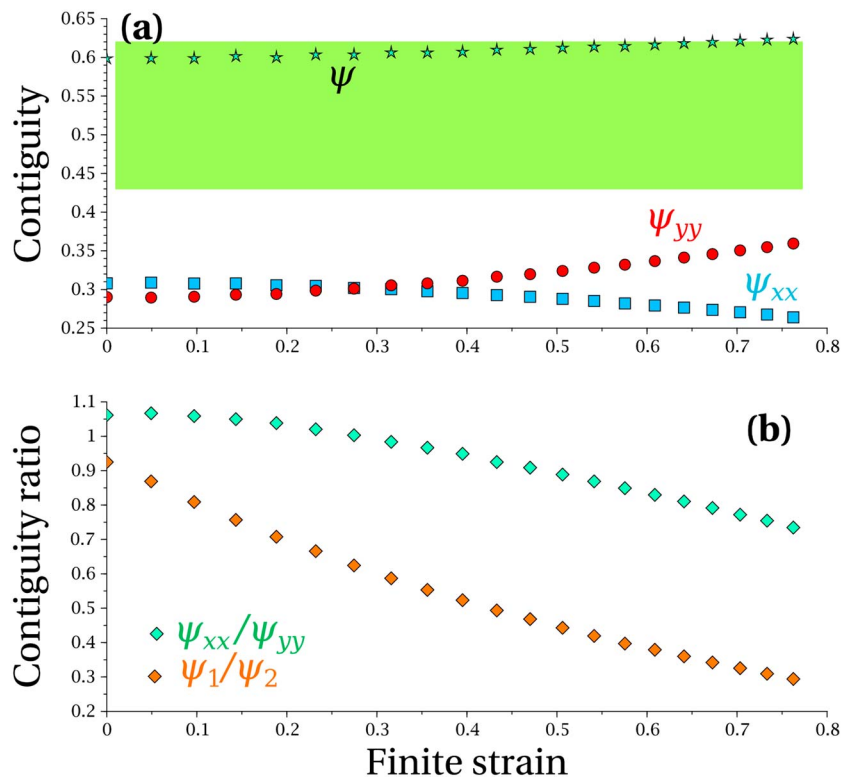 (a)
0.65
0.6
0.55
0.5
0.45
0.4
0.35
0.3
0.25
Contiguity
ψ
ψyy
ψxx
0 0.1 0.2 0.3 0.4 0.5 0.6 0.7 0.8
(b)
1.1
1
0.9
0.8
0.7
0.6
0.5
0.4
0.3
0.2
Contiguity ratio
ψxx/ψyy
ψ1/ψ2
0 0.1 0.2 0.3 0.4 0.5 0.6 0.7 0.8
Finite strain